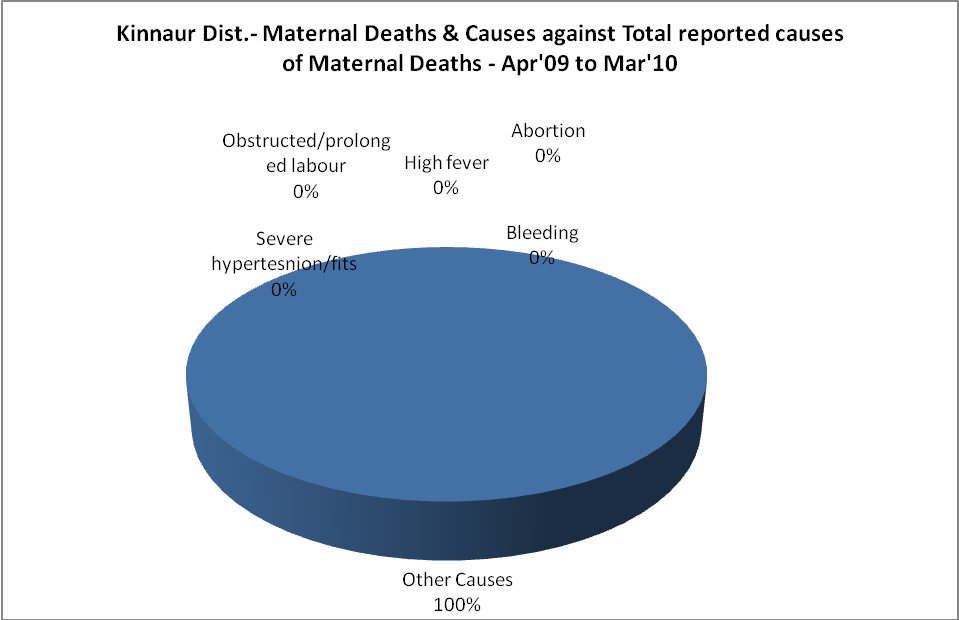 Kinnaur Dist.- Maternal Deaths & Causes against Total reported causes
of Maternal Deaths - Apr'09 to Mar'10
Obstructed/prolong
ed labour
0%
High fever
0%
Abortion
0%
Severe
hypertesnion/fits
0%
Bleeding
0%
Other Causes
100%